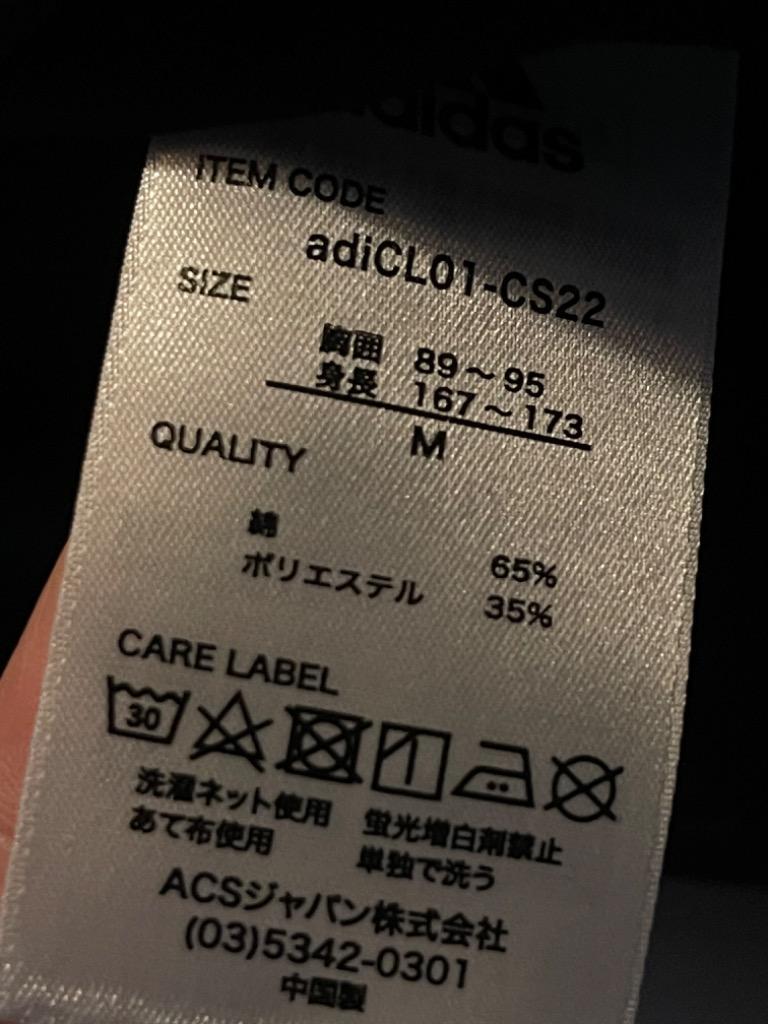 adidas
ITEM CODE
adiCL01-CS22
SIZE
胸囲 89～95
身長 167～173
M
QUALITY
綿 65%
ポリエステル 35%
CARE LABEL
30
洗濯ネット使用 蛍光増白剤禁止
あて布使用 単独で洗う
ACSジャパン株式会社
(03)5342-0301
中国製